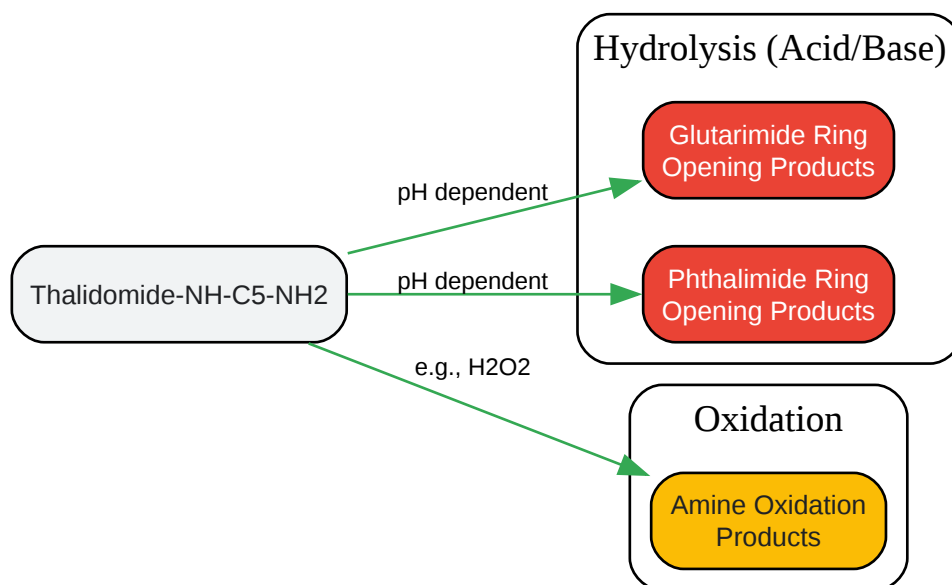 Hydrolysis (Acid/Base)
Glutarimide Ring
Opening Products
pH dependent
Thalidomide-NH-C5-NH2
pH dependent
Phthalimide Ring
Opening Products
e.g., H2O2
Oxidation
Amine Oxidation
Products